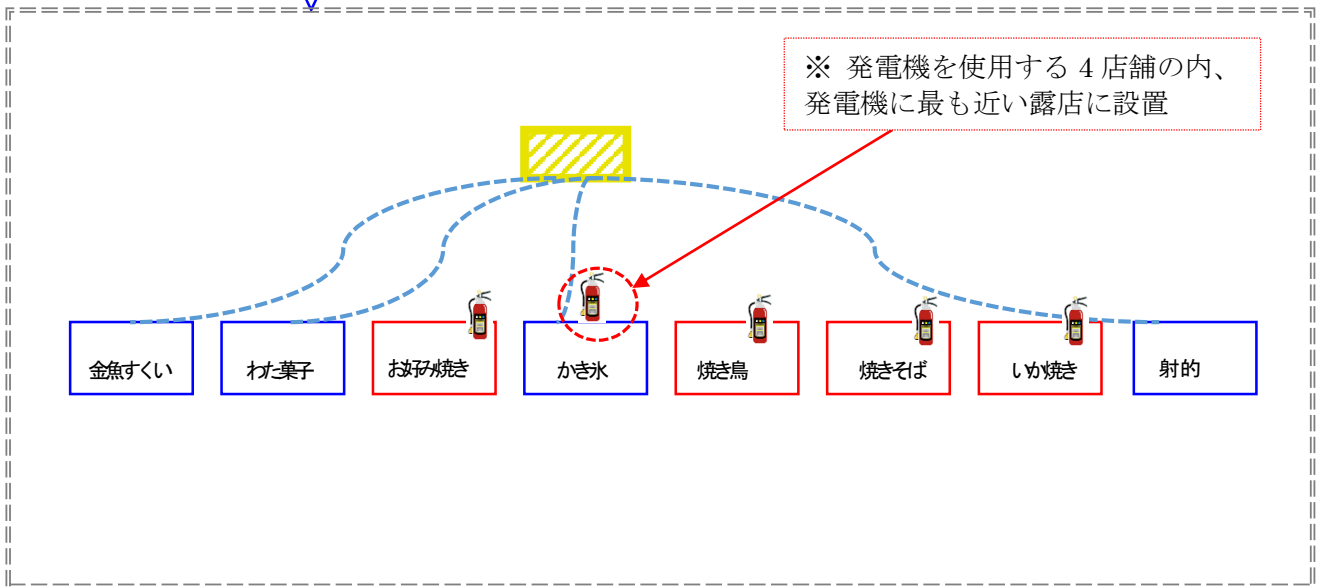 ※ 発電機を使用する4店舗の内、
発電機に最も近い露店に設置
金魚すくい
わた菓子
お好み焼き
かき氷
焼き鳥
焼きそば
いか焼き
射的